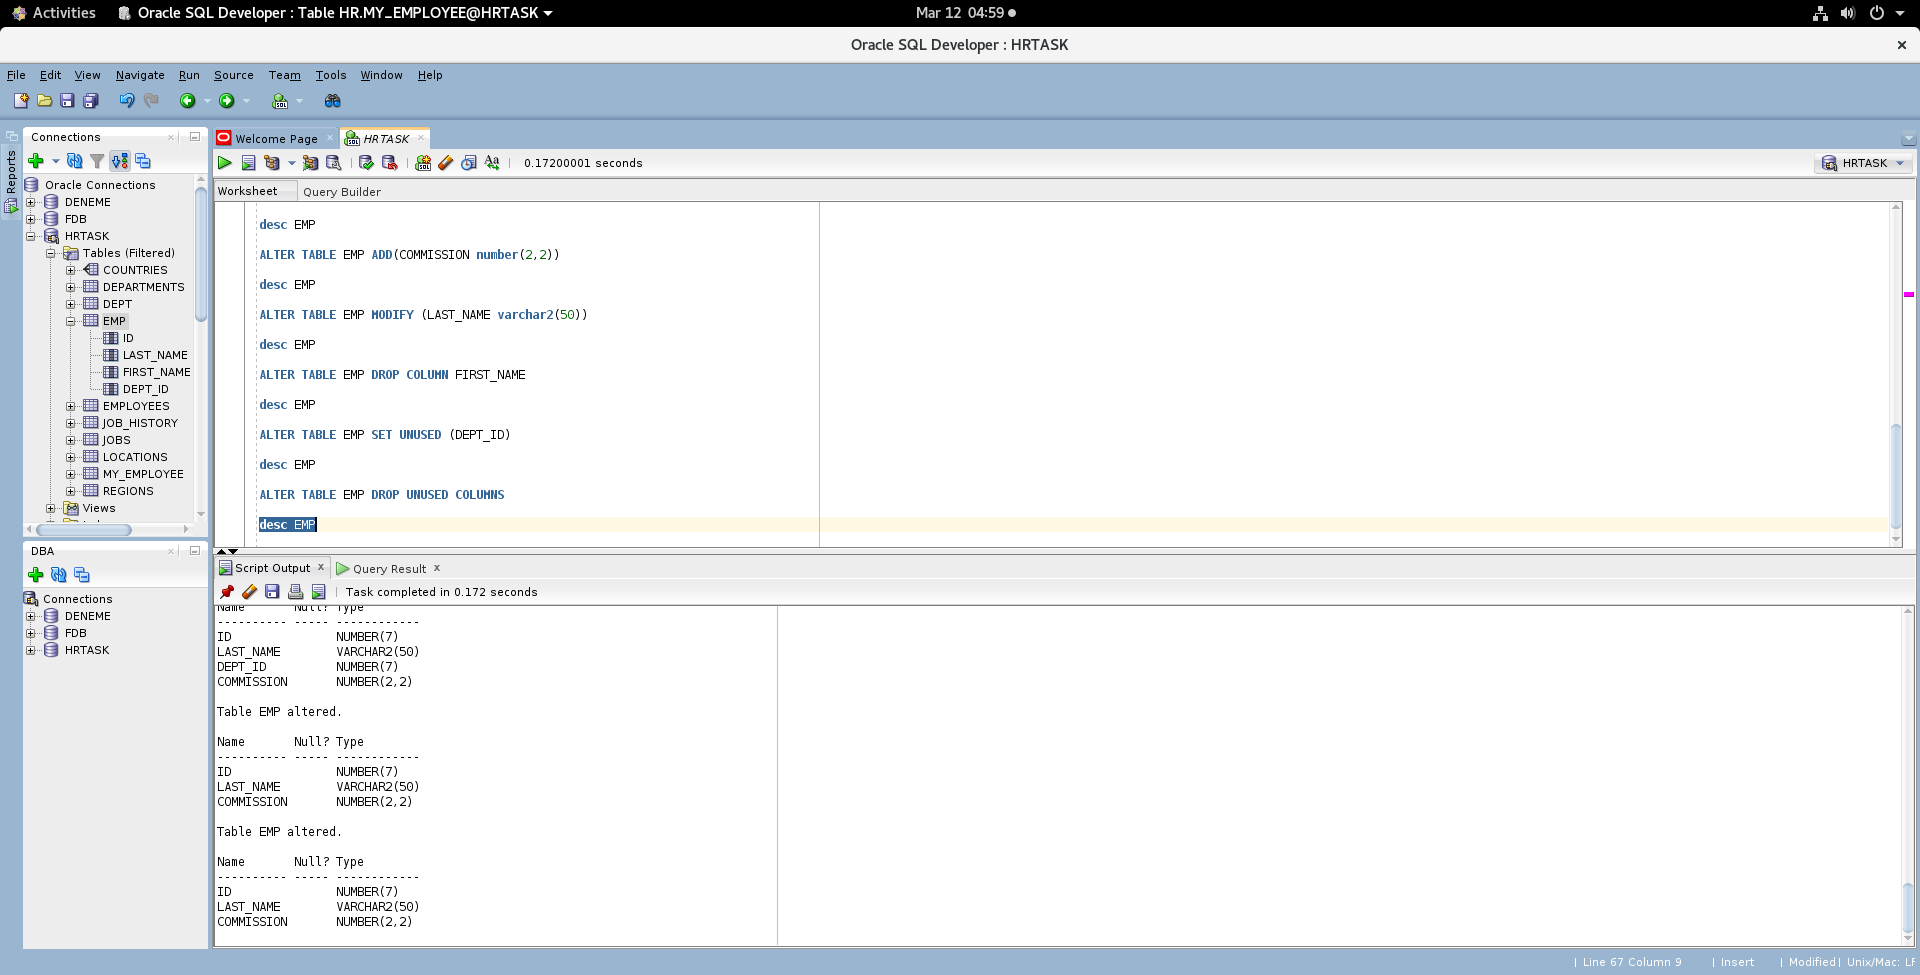 Activities Oracle SQL Developer : Table HR.MY_EMPLOYEE@HRTASK Mar 12 04:59
Oracle SQL Developer : HRTASK
File Edit View Navigate Run Source Team Tools Window Help
Reports
Connections
Oracle Connections
DENEME
FDB
HRTASK
Tables (Filtered)
COUNTRIES
DEPARTMENTS
DEPT
EMP
ID
LAST_NAME
FIRST_NAME
DEPT_ID
EMPLOYEES
JOB_HISTORY
JOBS
LOCATIONS
MY_EMPLOYEE
REGIONS
Views
DBA
Connections
DENEME
FDB
HRTASK
Welcome Page HRTASK
0.17200001 seconds HRTASK
Worksheet Query Builder
desc EMP
ALTER TABLE EMP ADD(COMMISSION number(2,2))
desc EMP
ALTER TABLE EMP MODIFY (LAST_NAME varchar2(50))
desc EMP
ALTER TABLE EMP DROP COLUMN FIRST_NAME
desc EMP
ALTER TABLE EMP SET UNUSED (DEPT_ID)
desc EMP
ALTER TABLE EMP DROP UNUSED COLUMNS
desc EMP
Script Output Query Result
Task completed in 0.172 seconds
Name Null? Type
---------- ----- ------------
ID NUMBER(7)
LAST_NAME VARCHAR2(50)
DEPT_ID NUMBER(7)
COMMISSION NUMBER(2,2)
Table EMP altered.
Name Null? Type
---------- ----- ------------
ID NUMBER(7)
LAST_NAME VARCHAR2(50)
COMMISSION NUMBER(2,2)
Table EMP altered.
Name Null? Type
---------- ----- ------------
ID NUMBER(7)
LAST_NAME VARCHAR2(50)
COMMISSION NUMBER(2,2)
| Line 67 Column 9 | Insert | Modified | Unix/Mac: LF